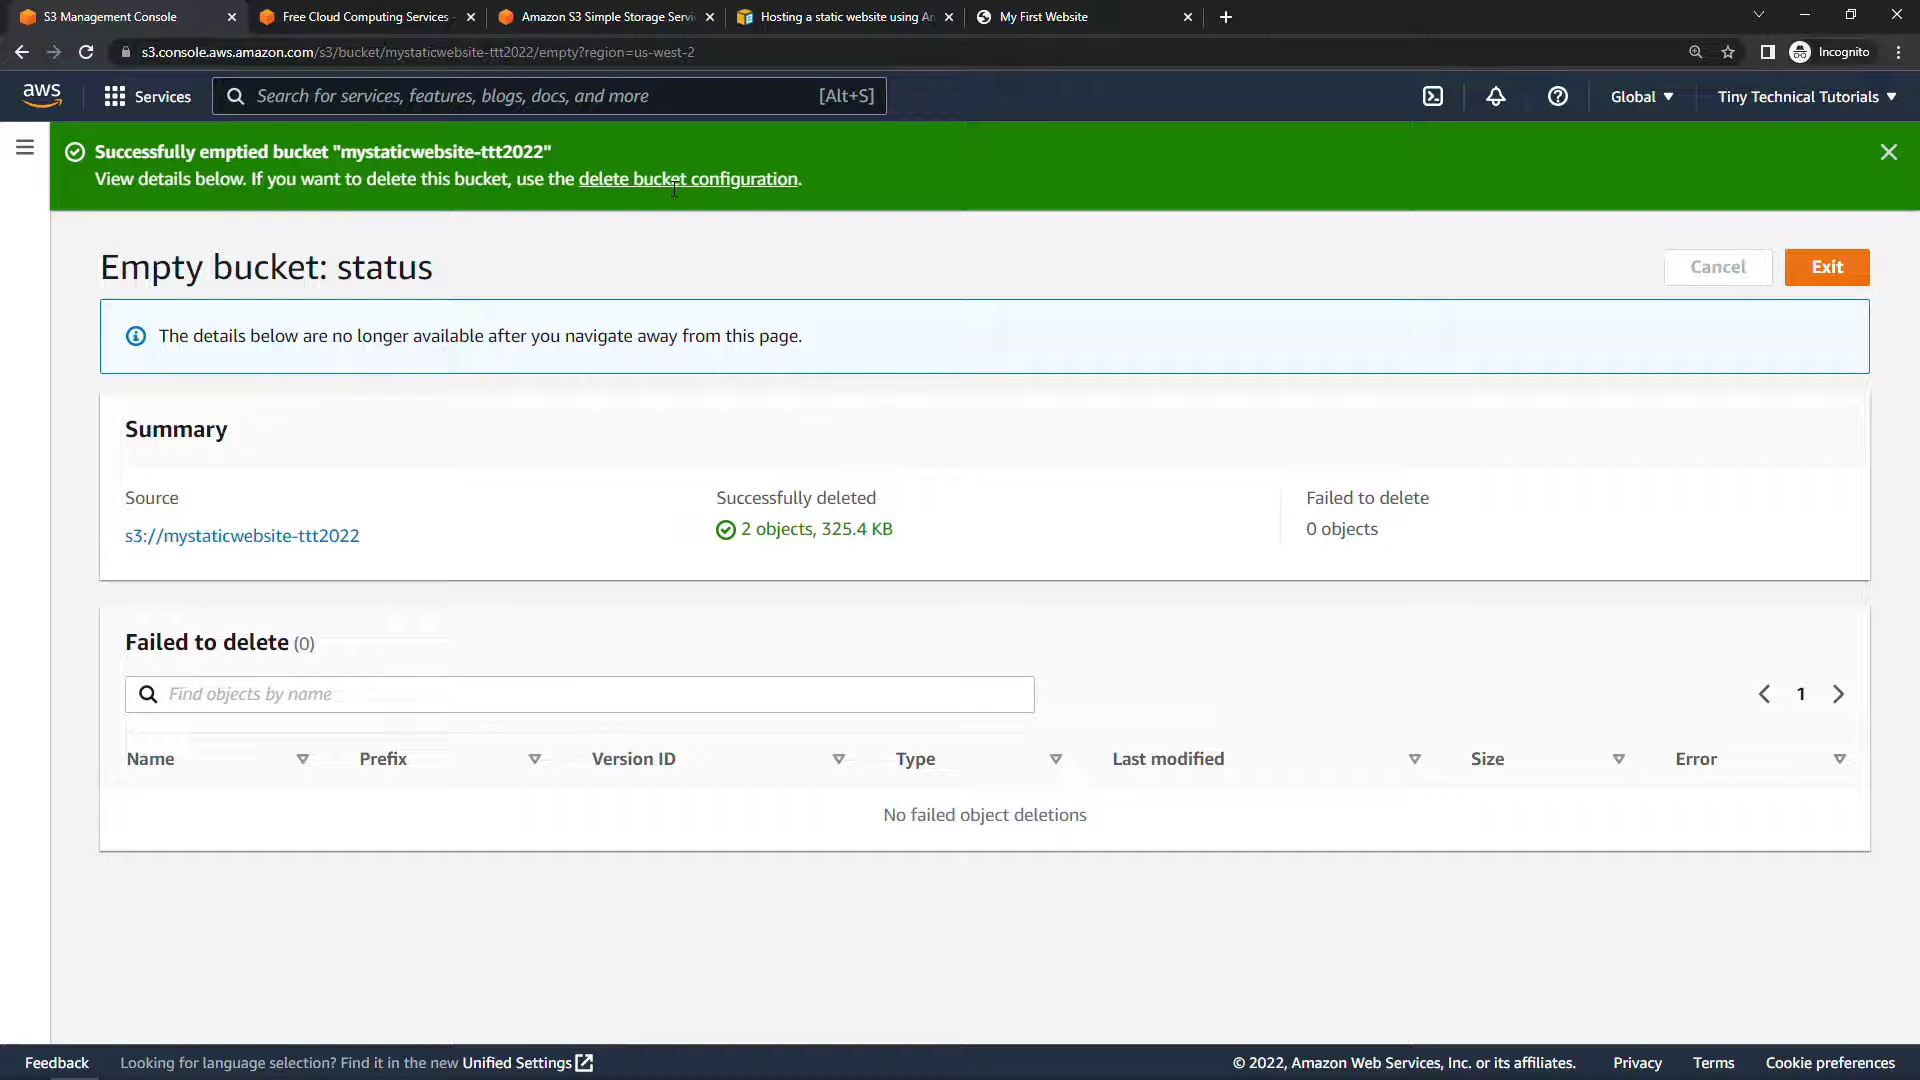 S3 Management Console
Free Cloud Computing Services -
Amazon S3 Simple Storage Servi
Hosting a static website using Am
My First Website
s3.console.aws.amazon.com/s3/bucket/mystaticwebsite-ttt2022/empty?region=us-west-2
Incognito
aws
Services
Search for services, features, blogs, docs, and more
[Alt+S]
Global
Tiny Technical Tutorials
Successfully emptied bucket "mystaticwebsite-ttt2022"
View details below. If you want to delete this bucket, use the delete bucket configuration.
Empty bucket: status
Cancel
Exit
The details below are no longer available after you navigate away from this page.
Summary
Source
Successfully deleted
Failed to delete
s3://mystaticwebsite-ttt2022
2 objects, 325.4 KB
0 objects
Failed to delete (0)
Find objects by name
1
Name
Prefix
Version ID
Type
Last modified
Size
Error
No failed object deletions
Feedback
Looking for language selection? Find it in the new Unified Settings
© 2022, Amazon Web Services, Inc. or its affiliates.
Privacy
Terms
Cookie preferences